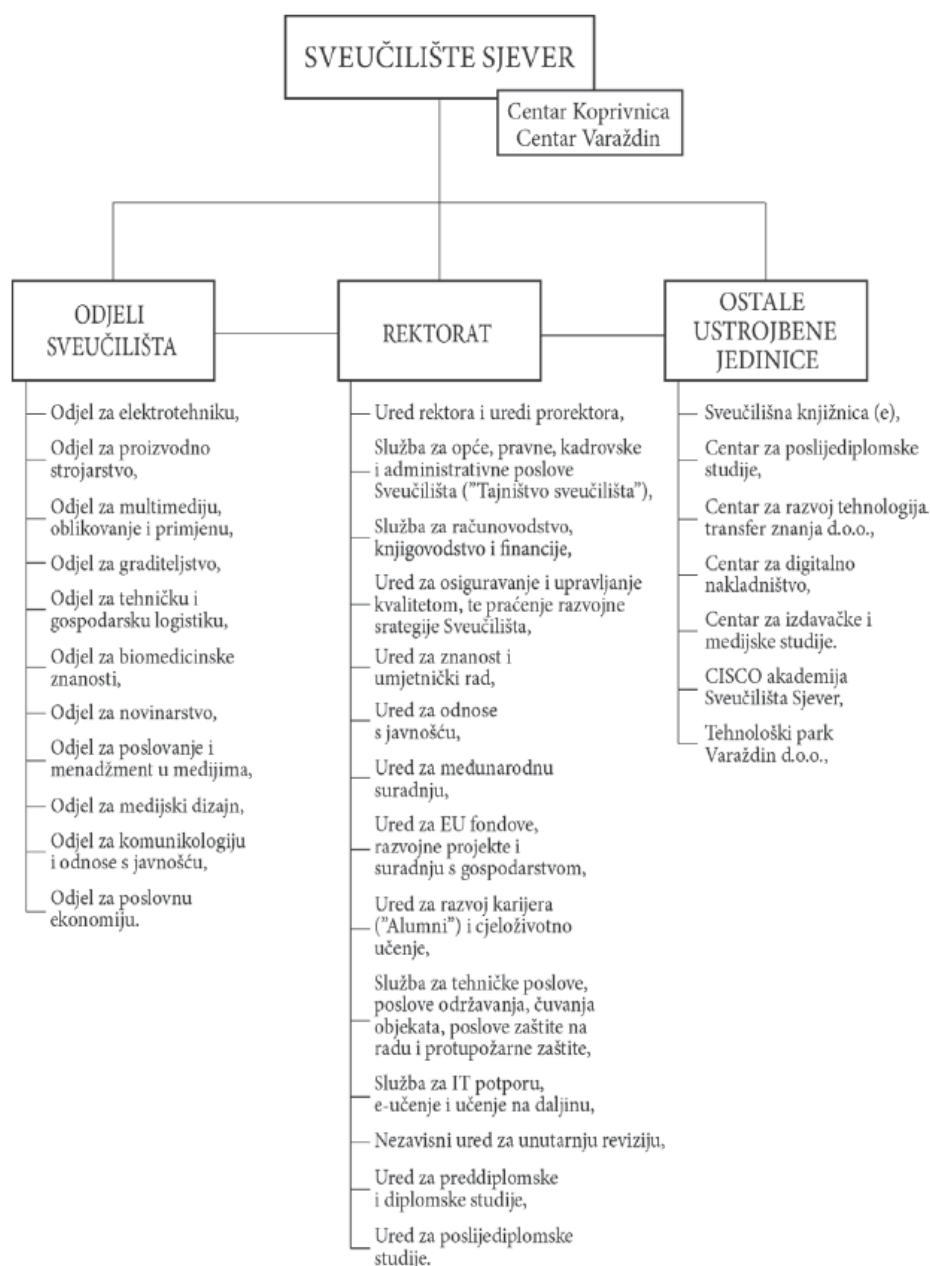 SVEUČILIŠTE SJEVER
Centar Koprivnica
Centar Varaždin
ODJELI
SVEUČILIŠTA
Odjel za elektrotehniku,
Odjel za proizvodno
strojarstvo,
Odjel za multimediju,
oblikovanje i primjenu,
Odjel za graditeljstvo,
Odjel za tehničku i
gospodarsku logistiku,
Odjel za biomedicinske
znanosti,
Odjel za novinarstvo,
Odjel za poslovanje i
menadžment u medijima,
Odjel za medijski dizajn,
Odjel za komunikologiju
i odnose s javnošću,
Odjel za poslovnu
ekonomiju.
REKTORAT
Ured rektora i uredi prorektora,
Služba za opće, pravne, kadrovske
i administrativne poslove
Sveučilišta ("Tajništvo sveučilišta"),
Služba za računovodstvo,
knjigovodstvo i financije,
Ured za osiguravanje i upravljanje
kvalitetom, te praćenje razvojne
srategije Sveučilišta,
Ured za znanost i
umjetnički rad,
Ured za odnose
s javnošću,
Ured za međunarodnu
suradnju,
Ured za EU fondove,
razvojne projekte i
suradnju s gospodarstvom,
Ured za razvoj karijera
("Alumni") i cjeloživotno
učenje,
Služba za tehničke poslove,
poslove održavanja, čuvanja
objekata, poslove zaštite na
radu i protupožarne zaštite,
Služba za IT potporu,
e-učenje i učenje na daljinu,
Nezavisni ured za unutarnju reviziju,
Ured za preddiplomske
i diplomske studije,
Ured za poslijediplomske
studije.
OSTALE
USTROJBENE
JEDINICE
Sveučilišna knjižnica (e),
Centar za poslijediplomske
studije,
Centar za razvoj tehnologija
transfer znanja d.o.o.,
Centar za digitalno
nakladništvo,
Centar za izdavačke i
medijske studije.
CISCO akademija
Sveučilišta Sjever,
Tehnološki park
Varaždin d.o.o.,